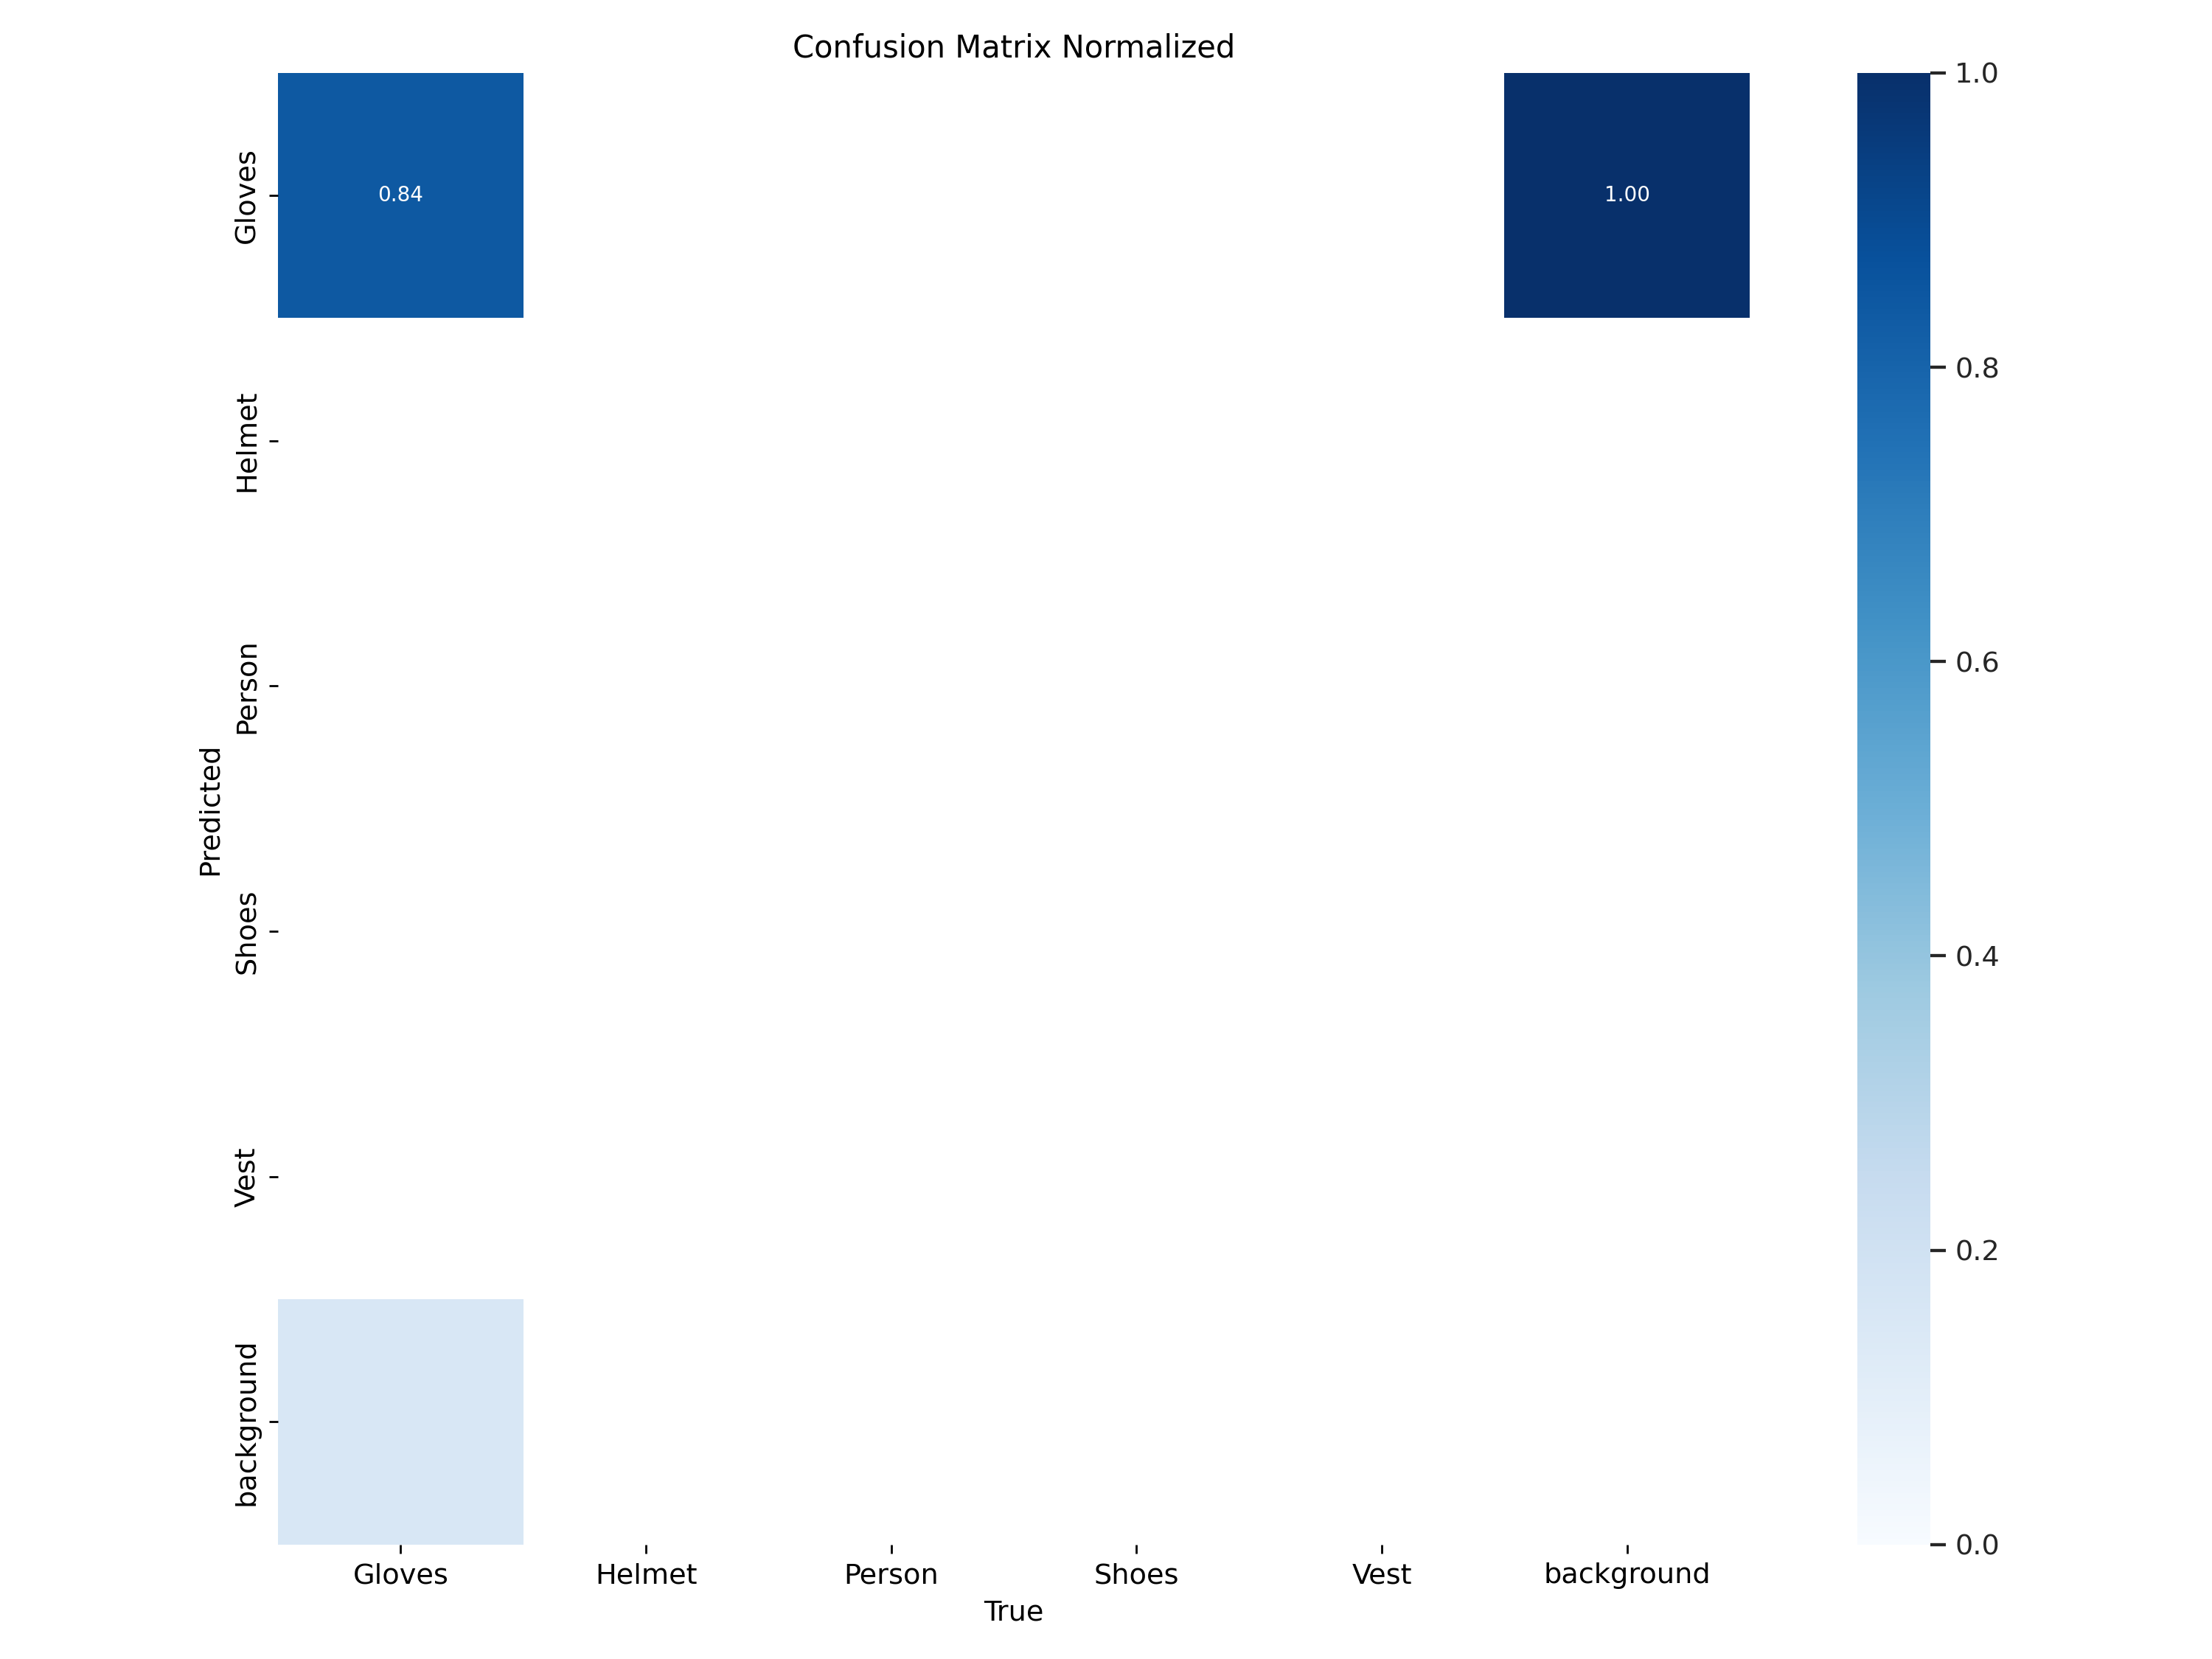 Confusion Matrix Normalized
Gloves
Helmet
Person
Shoes
Vest
background
Predicted
0.84
1.00
Gloves
Helmet
Person
Shoes
Vest
background
True
1.0
0.8
0.6
0.4
0.2
0.0